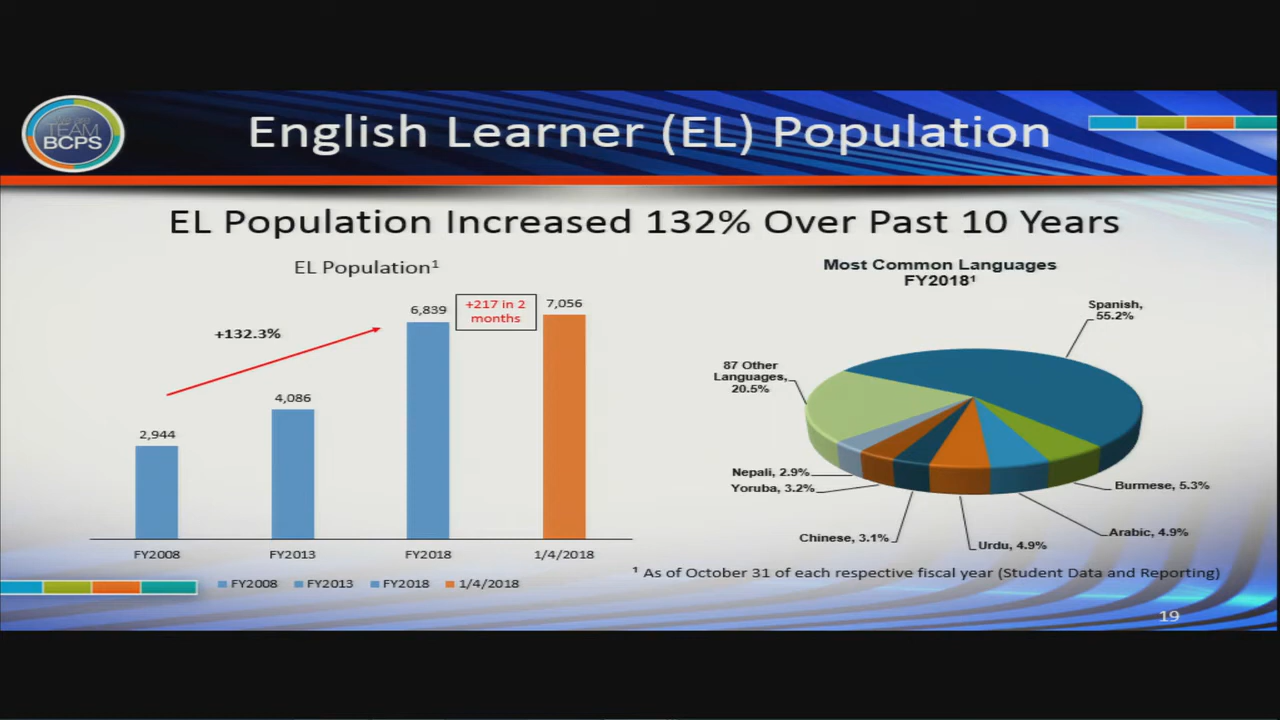 TEAM
BCPS
English Learner (EL) Population
EL Population Increased 132% Over Past 10 Years
EL Population¹
+132.3%
2,944
4,086
6,839
+217 in 2
months
7,056
FY2008 FY2013 FY2018 1/4/2018
FY2008 FY2013 FY2018 1/4/2018
Most Common Languages
FY2018¹
Spanish,
55.2%
87 Other
Languages,
20.5%
Nepali, 2.9%
Yoruba, 3.2%
Chinese, 3.1%
Urdu, 4.9%
Arabic, 4.9%
Burmese, 5.3%
¹ As of October 31 of each respective fiscal year (Student Data and Reporting)
19